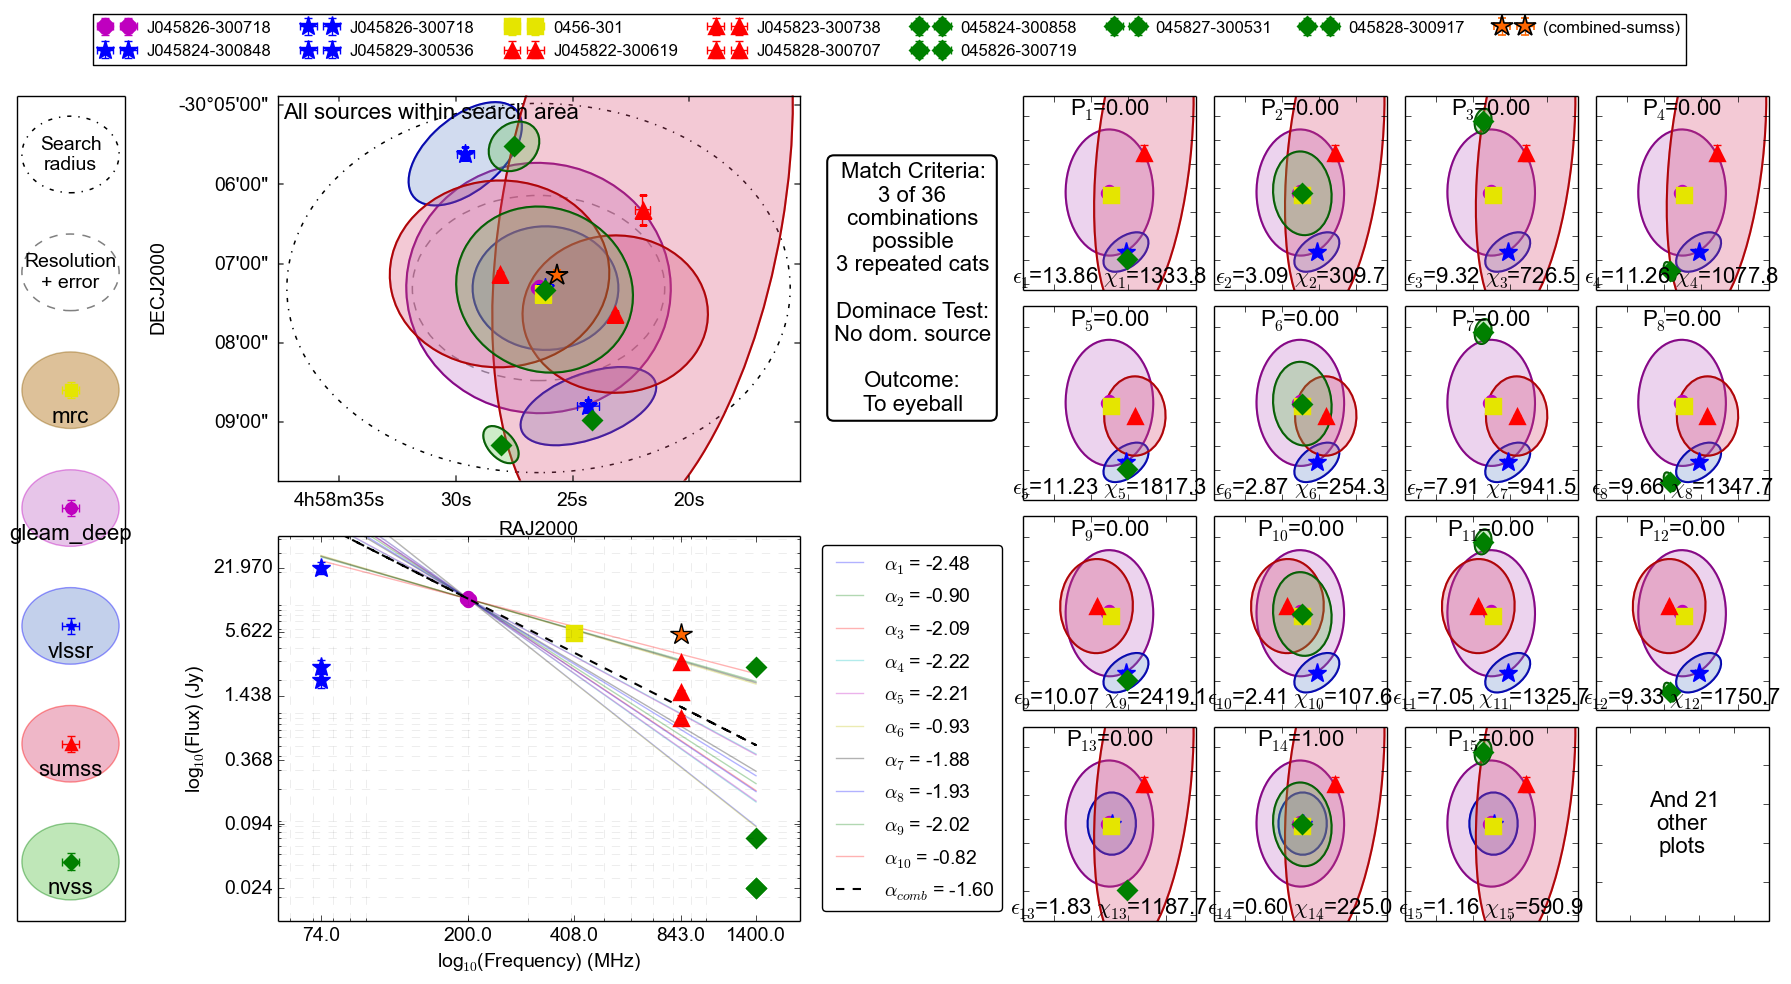 J045826-300718 J045826-300718 0456-301 J045823-300738 045824-300858 045827-300531 045828-300917 (combined-sumss)
J045824-300848 J045829-300536 J045822-300619 J045828-300707 045826-300719
Search
radius
Resolution
+ error
mrc
gleam_deep
vlssr
sumss
nvss
All sources within search area
DECJ2000
-30°05'00"
06'00"
07'00"
08'00"
09'00"
4h58m35s 30s 25s 20s
RAJ2000
Match Criteria:
3 of 36
combinations
possible
3 repeated cats
Dominace Test:
No dom. source
Outcome:
To eyeball
log10(Flux) (Jy)
21.970
5.622
1.438
0.368
0.094
0.024
74.0 200.0 408.0 843.0 1400.0
log10(Frequency) (MHz)
α1 = -2.48
α2 = -0.90
α3 = -2.09
α4 = -2.22
α5 = -2.21
α6 = -0.93
α7 = -1.88
α8 = -1.93
α9 = -2.02
α10 = -0.82
αcomb = -1.60
P1=0.00 P2=0.00 P3=0.00 P4=0.00
ϵ1=13.86 χ1=1333.8 ϵ2=3.09 χ2=309.7 ϵ3=9.32 χ3=726.5 ϵ4=11.26 χ4=1077.8
P5=0.00 P6=0.00 P7=0.00 P8=0.00
ϵ5=11.23 χ5=1817.3 ϵ6=2.87 χ6=254.3 ϵ7=7.91 χ7=941.5 ϵ8=9.66 χ8=1347.7
P9=0.00 P10=0.00 P11=0.00 P12=0.00
ϵ9=10.07 χ9=2419.1 ϵ10=2.41 χ10=107.6 ϵ11=7.05 χ11=1325.7 ϵ12=9.33 χ12=1750.7
P13=0.00 P14=1.00 P15=0.00
ϵ13=1.83 χ13=1187.7 ϵ14=0.60 χ14=225.0 ϵ15=1.16 χ15=590.9
And 21
other
plots